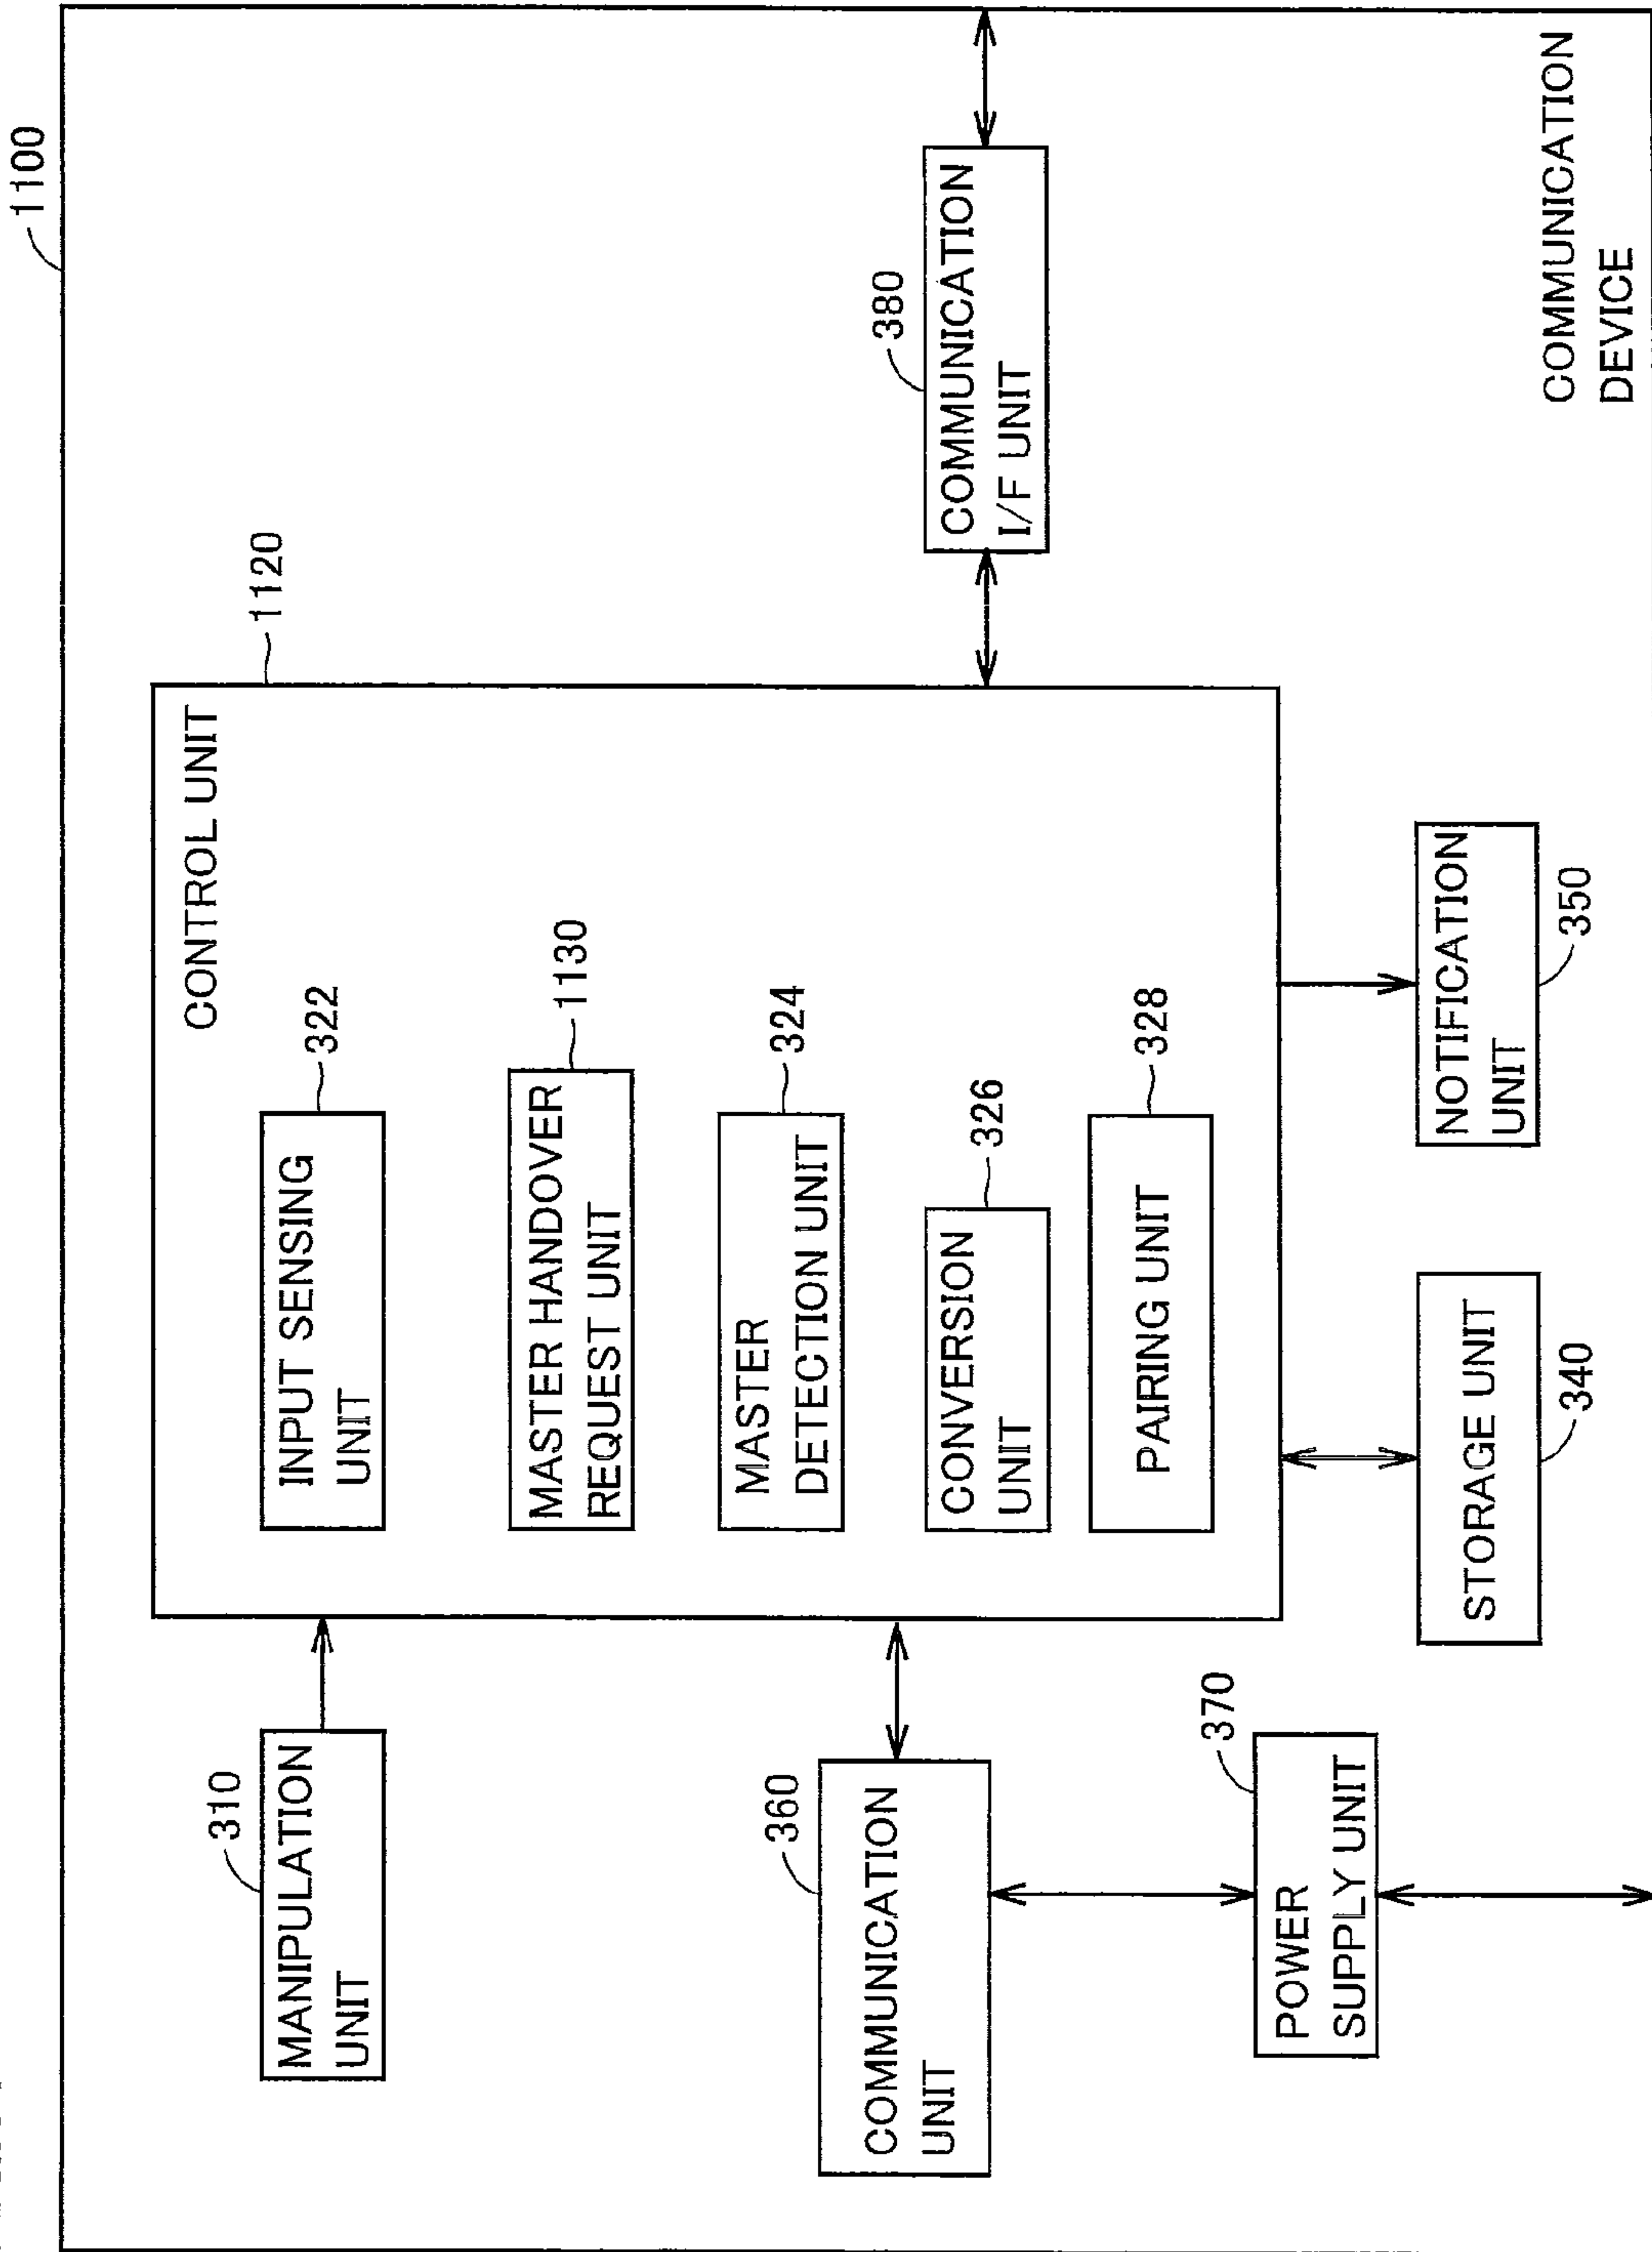 1100
CONTROL UNIT
1120
310
MANIPULATION
UNIT
INPUT SENSING
UNIT
322
MASTER HANDOVER
REQUEST UNIT
1130
MASTER
DETECTION UNIT
324
CONVERSION
UNIT
326
PAIRING UNIT
328
360
COMMUNICATION
UNIT
370
POWER
SUPPLY UNIT
STORAGE UNIT
340
NOTIFICATION
UNIT
350
380
COMMUNICATION
I/F UNIT
COMMUNICATION
DEVICE